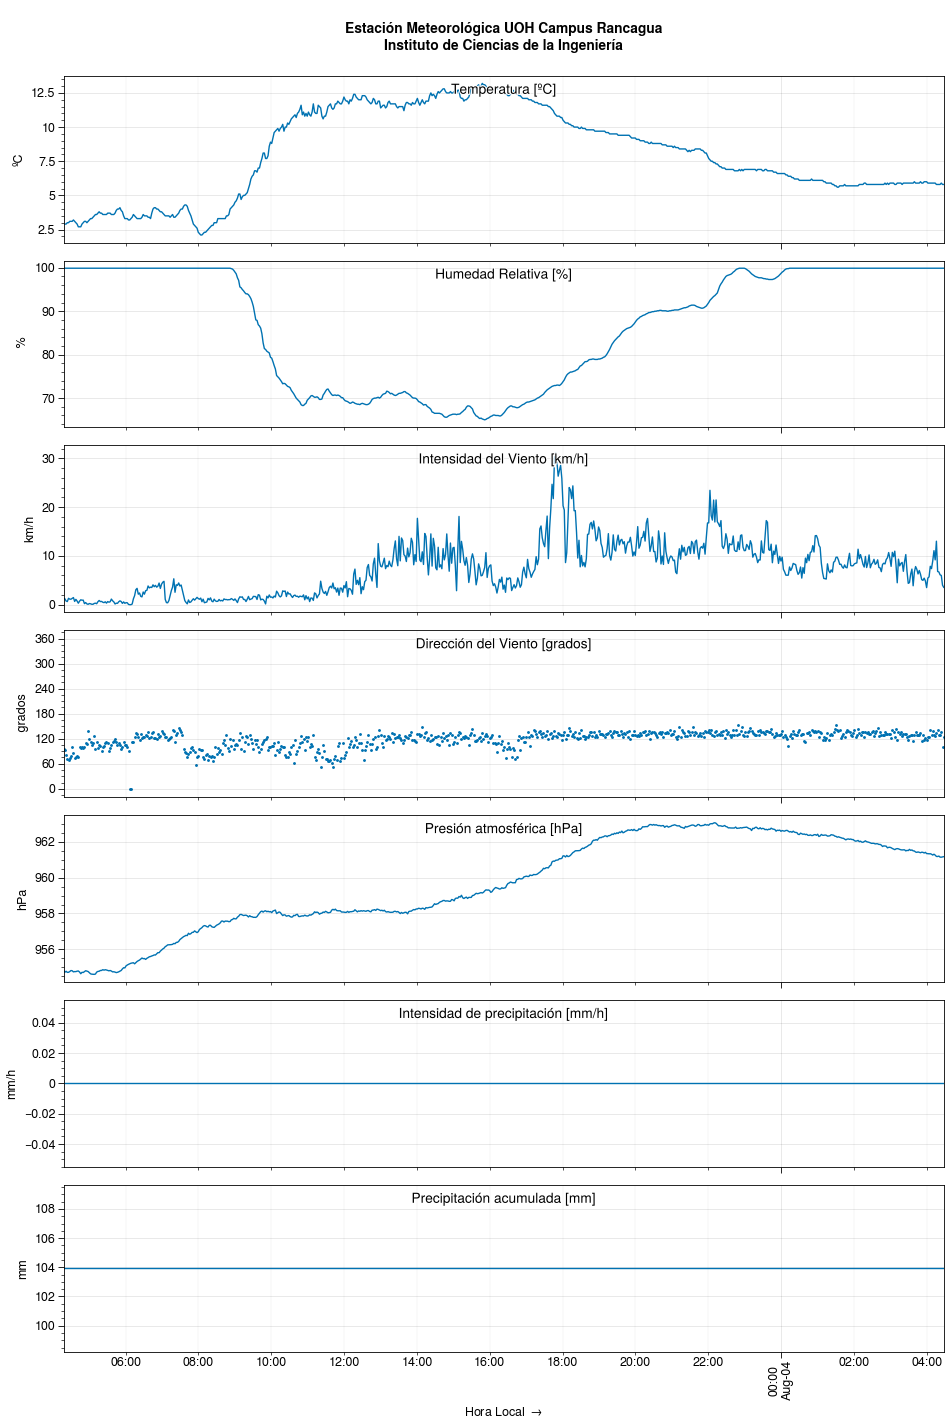 Estación Meteorológica UOH Campus Rancagua
Instituto de Ciencias de la Ingeniería
Temperatura [ºC]
12.5
10
7.5
5
2.5
ºC
Humedad Relativa [%]
100
90
80
70
%
Intensidad del Viento [km/h]
30
20
10
0
km/h
Dirección del Viento [grados]
360
300
240
180
120
60
0
grados
Presión atmosférica [hPa]
962
960
958
956
hPa
Intensidad de precipitación [mm/h]
0.04
0.02
0
−0.02
−0.04
mm/h
Precipitación acumulada [mm]
108
106
104
102
100
mm
06:00 08:00 10:00 12:00 14:00 16:00 18:00 20:00 22:00 00:00 02:00 04:00
Aug-04
Hora Local →